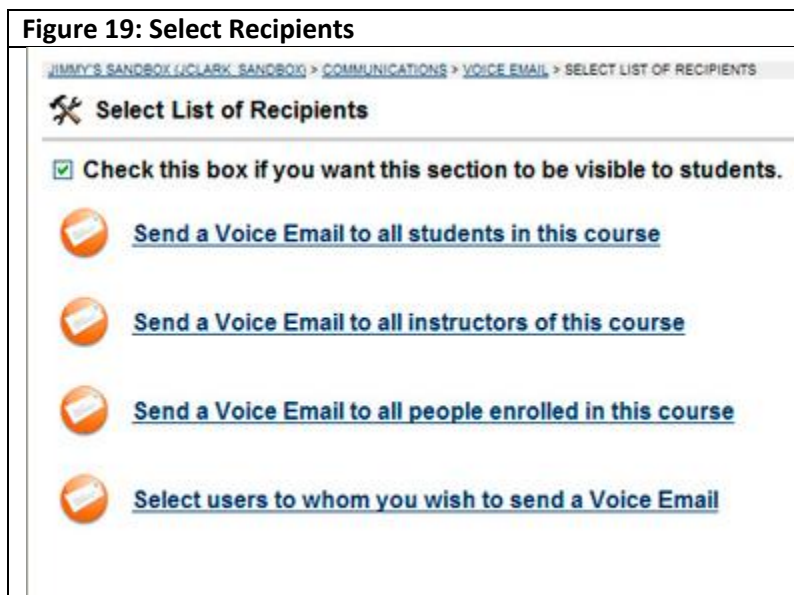 Figure 19: Select Recipients
JIMMY'S SANDBOX (JCLARK_SANDBOX) > COMMUNICATIONS > VOICE EMAIL > SELECT LIST OF RECIPIENTS
Select List of Recipients
Check this box if you want this section to be visible to students.
Send a Voice Email to all students in this course
Send a Voice Email to all instructors of this course
Send a Voice Email to all people enrolled in this course
Select users to whom you wish to send a Voice Email